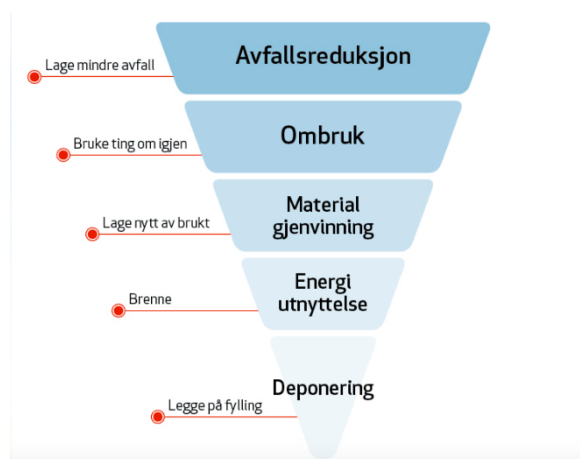 Avfallsreduksjon
Lage mindre avfall
Ombruk
Bruke ting om igjen
Material
gjenvinning
Lage nytt av brukt
Energi
utnyttelse
Brenne
Deponering
Legge på fylling